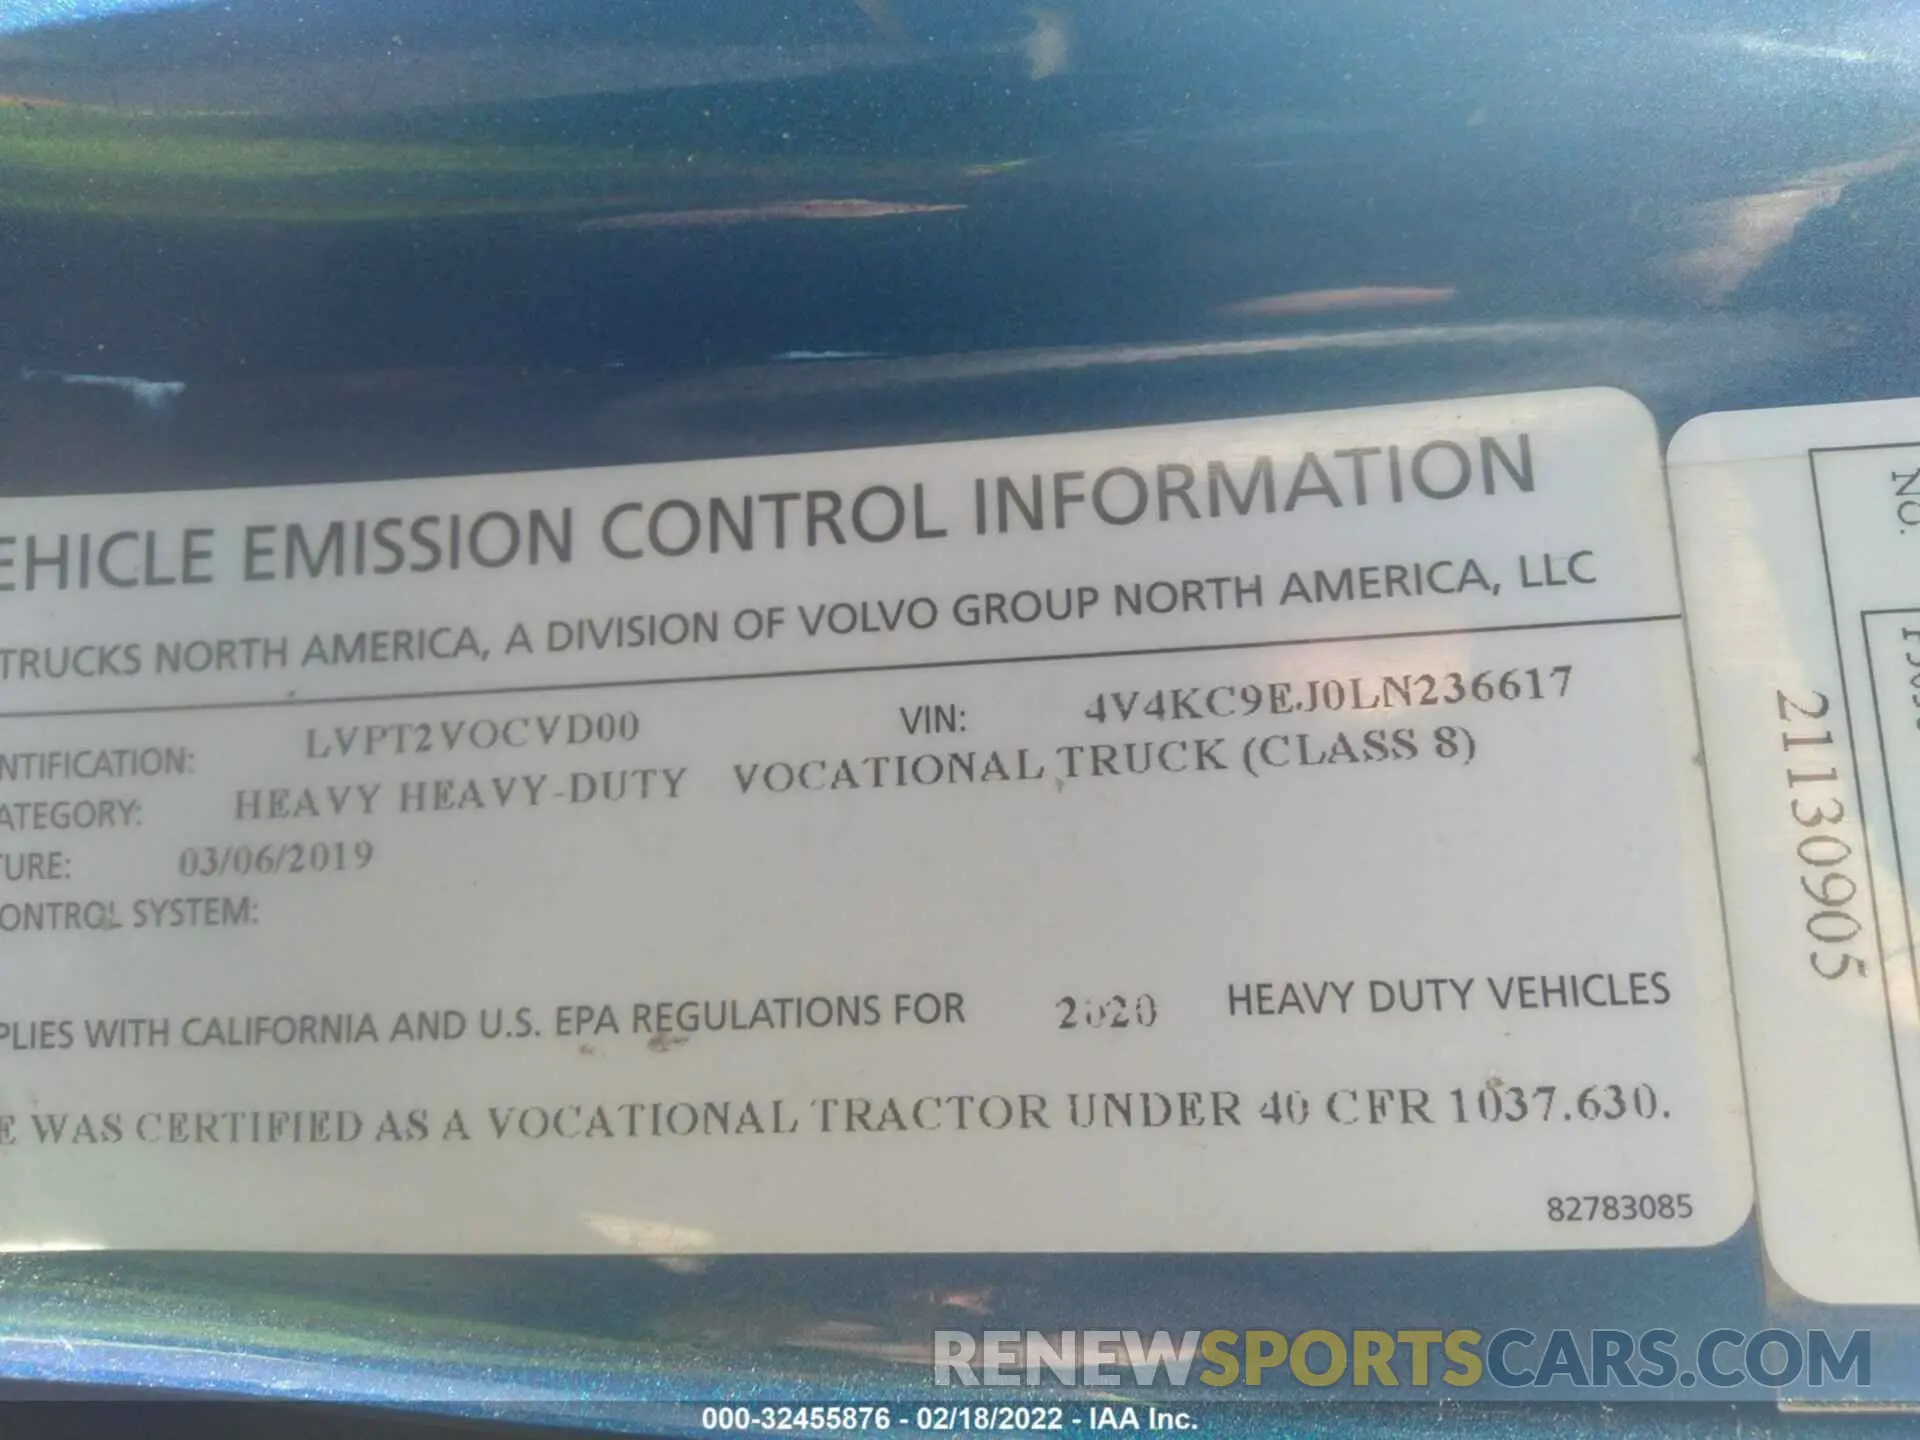 EHICLE EMISSION CONTROL INFORMATION
TRUCKS NORTH AMERICA, A DIVISION OF VOLVO GROUP NORTH AMERICA, LLC
NTIFICATION: LVPT2VOCVD00 VIN: 4V4KC9EJ0LN236617
ATEGORY: HEAVY HEAVY-DUTY VOCATIONAL TRUCK (CLASS 8)
TURE: 03/06/2019
ONTROL SYSTEM:
PLIES WITH CALIFORNIA AND U.S. EPA REGULATIONS FOR 2020 HEAVY DUTY VEHICLES
E WAS CERTIFIED AS A VOCATIONAL TRACTOR UNDER 40 CFR 1037.630.
82783085
No.
21130905
RENEWSPORTSCARS.COM
000-32455876 - 02/18/2022 - IAA Inc.